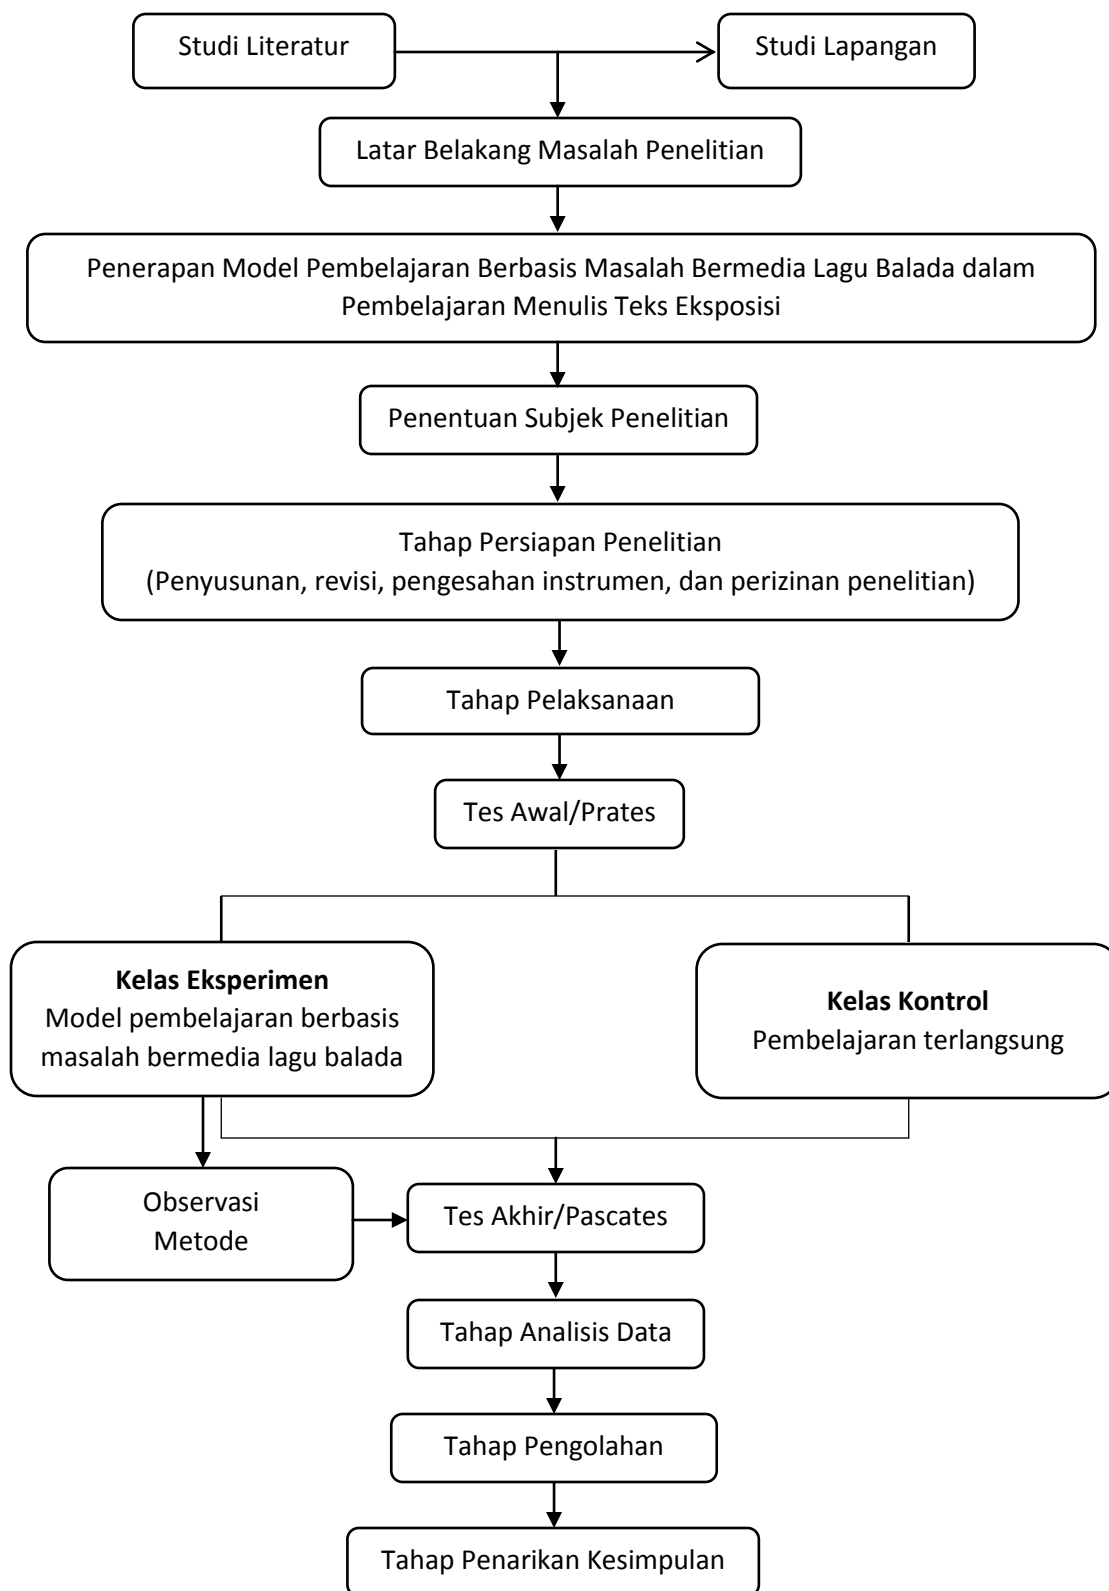 Studi Literatur
Studi Lapangan
Latar Belakang Masalah Penelitian
Penerapan Model Pembelajaran Berbasis Masalah Bermedia Lagu Balada dalam
Pembelajaran Menulis Teks Eksposisi
Penentuan Subjek Penelitian
Tahap Persiapan Penelitian
(Penyusunan, revisi, pengesahan instrumen, dan perizinan penelitian)
Tahap Pelaksanaan
Tes Awal/Prates
Kelas Eksperimen
Model pembelajaran berbasis
masalah bermedia lagu balada
Kelas Kontrol
Pembelajaran terlangsung
Observasi
Metode
Tes Akhir/Pascates
Tahap Analisis Data
Tahap Pengolahan
Tahap Penarikan Kesimpulan